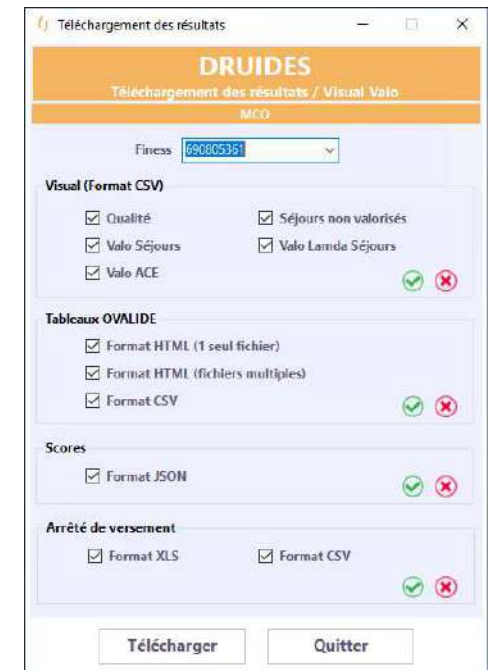 Téléchargement des résultats
DRUIDES
Téléchargement des résultats / Visual Valo
MCO
Finess 690805361
Visual (Format CSV)
Qualité Séjours non valorisés
Valo Séjours Valo Lamda Séjours
Valo ACE
Tableaux OVALIDE
Format HTML (1 seul fichier)
Format HTML (fichiers multiples)
Format CSV
Scores
Format JSON
Arrêté de versement
Format XLS Format CSV
Télécharger Quitter